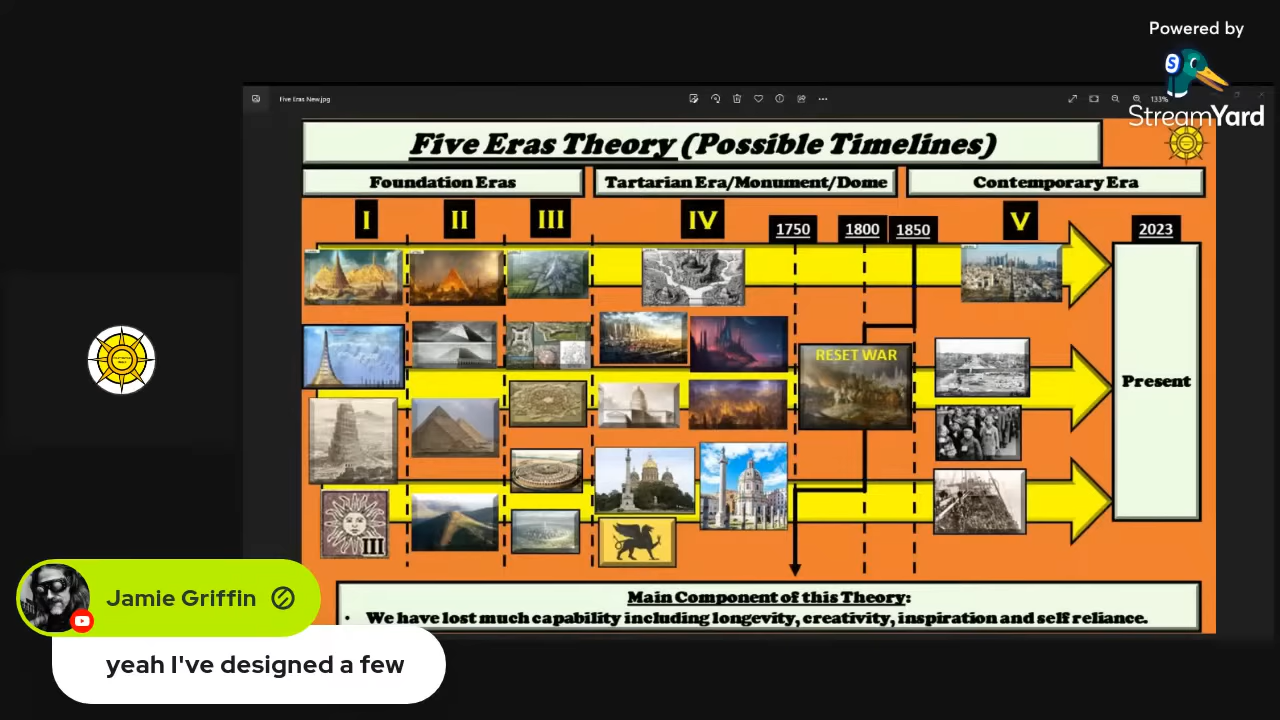 Powered by
StreamYard
Five Eras New.jpg
133%
Five Eras Theory (Possible Timelines)
Foundation Eras
Tartarian Era/Monument/Dome
Contemporary Era
I
II
III
IV
1750
1800
1850
V
2023
RESET WAR
Present
III
Main Component of this Theory:
· We have lost much capability including longevity, creativity, inspiration and self reliance.
Jamie Griffin
yeah I've designed a few